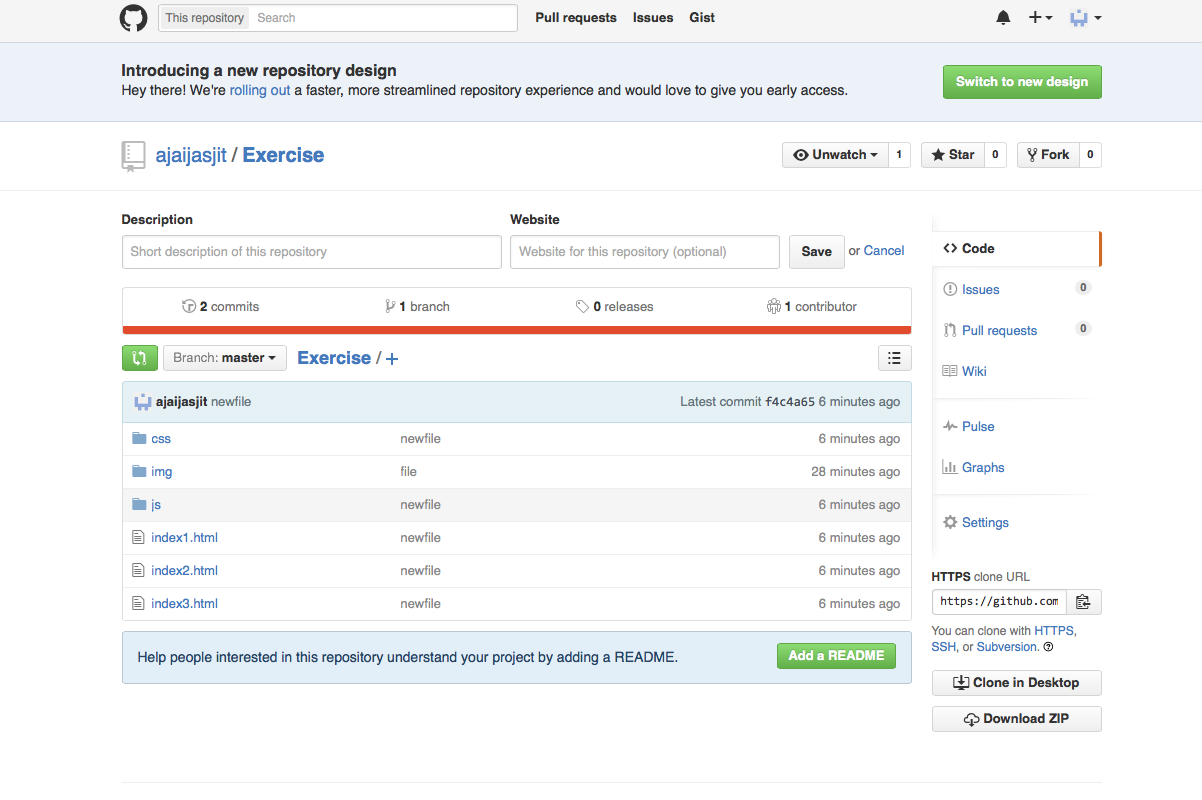 This repository Search Pull requests Issues Gist
Introducing a new repository design
Hey there! We're rolling out a faster, more streamlined repository experience and would love to give you early access.
Switch to new design
ajaijasjit / Exercise
Unwatch 1 Star 0 Fork 0
Description
Short description of this repository
Website
Website for this repository (optional)
Save or Cancel
2 commits 1 branch 0 releases 1 contributor
Branch: master Exercise / +
ajaijasjit newfile Latest commit f4c4a65 6 minutes ago
css newfile 6 minutes ago
img file 28 minutes ago
js newfile 6 minutes ago
index1.html newfile 6 minutes ago
index2.html newfile 6 minutes ago
index3.html newfile 6 minutes ago
Help people interested in this repository understand your project by adding a README.
Add a README
Code
Issues 0
Pull requests 0
Wiki
Pulse
Graphs
Settings
HTTPS clone URL
https://github.com
You can clone with HTTPS,
SSH, or Subversion.
Clone in Desktop
Download ZIP